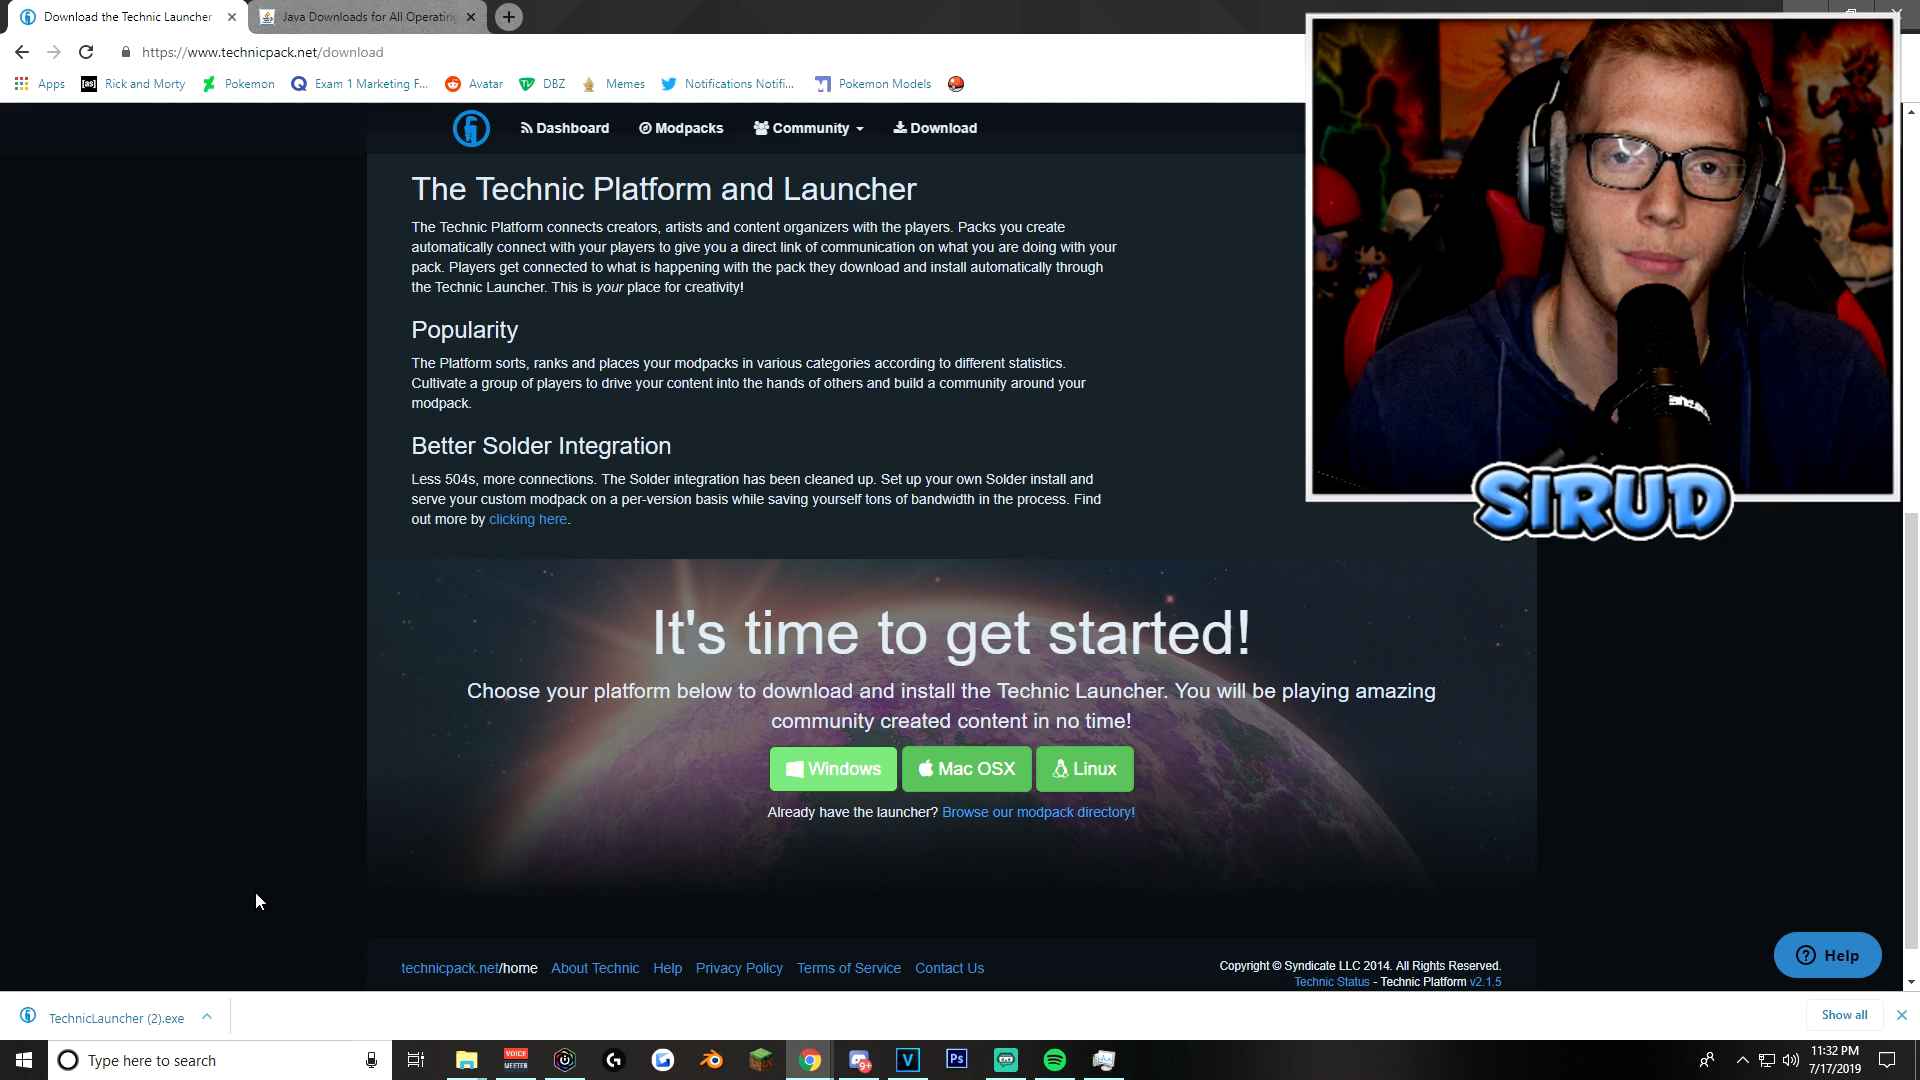 Download the Technic Launcher
Java Downloads for All Operating
https://www.technicpack.net/download
Apps
[as] Rick and Morty
Pokemon
Exam 1 Marketing F...
Avatar
DBZ
Memes
Notifications Notifi...
Pokemon Models
Dashboard
Modpacks
Community
Download
The Technic Platform and Launcher
The Technic Platform connects creators, artists and content organizers with the players. Packs you create
automatically connect with your players to give you a direct link of communication on what you are doing with your
pack. Players get connected to what is happening with the pack they download and install automatically through
the Technic Launcher. This is your place for creativity!
Popularity
The Platform sorts, ranks and places your modpacks in various categories according to different statistics.
Cultivate a group of players to drive your content into the hands of others and build a community around your
modpack.
Better Solder Integration
Less 504s, more connections. The Solder integration has been cleaned up. Set up your own Solder install and
serve your custom modpack on a per-version basis while saving yourself tons of bandwidth in the process. Find
out more by clicking here.
SIRUD
It's time to get started!
Choose your platform below to download and install the Technic Launcher. You will be playing amazing
community created content in no time!
Windows
Mac OSX
Linux
Already have the launcher? Browse our modpack directory!
technicpack.net/home About Technic Help Privacy Policy Terms of Service Contact Us
Copyright © Syndicate LLC 2014. All Rights Reserved.
Technic Status - Technic Platform v2.1.5
Help
TechnicLauncher (2).exe
Show all
Type here to search
VOICE
MEETER
9+
V
Ps
11:32 PM
7/17/2019